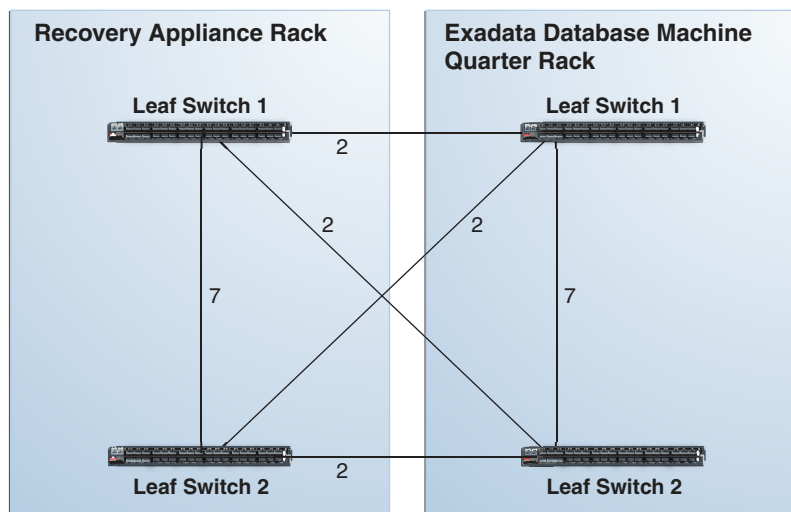 Recovery Appliance Rack
Exadata Database Machine
Quarter Rack
Leaf Switch 1
Leaf Switch 1
2
2
2
7
7
2
Leaf Switch 2
Leaf Switch 2